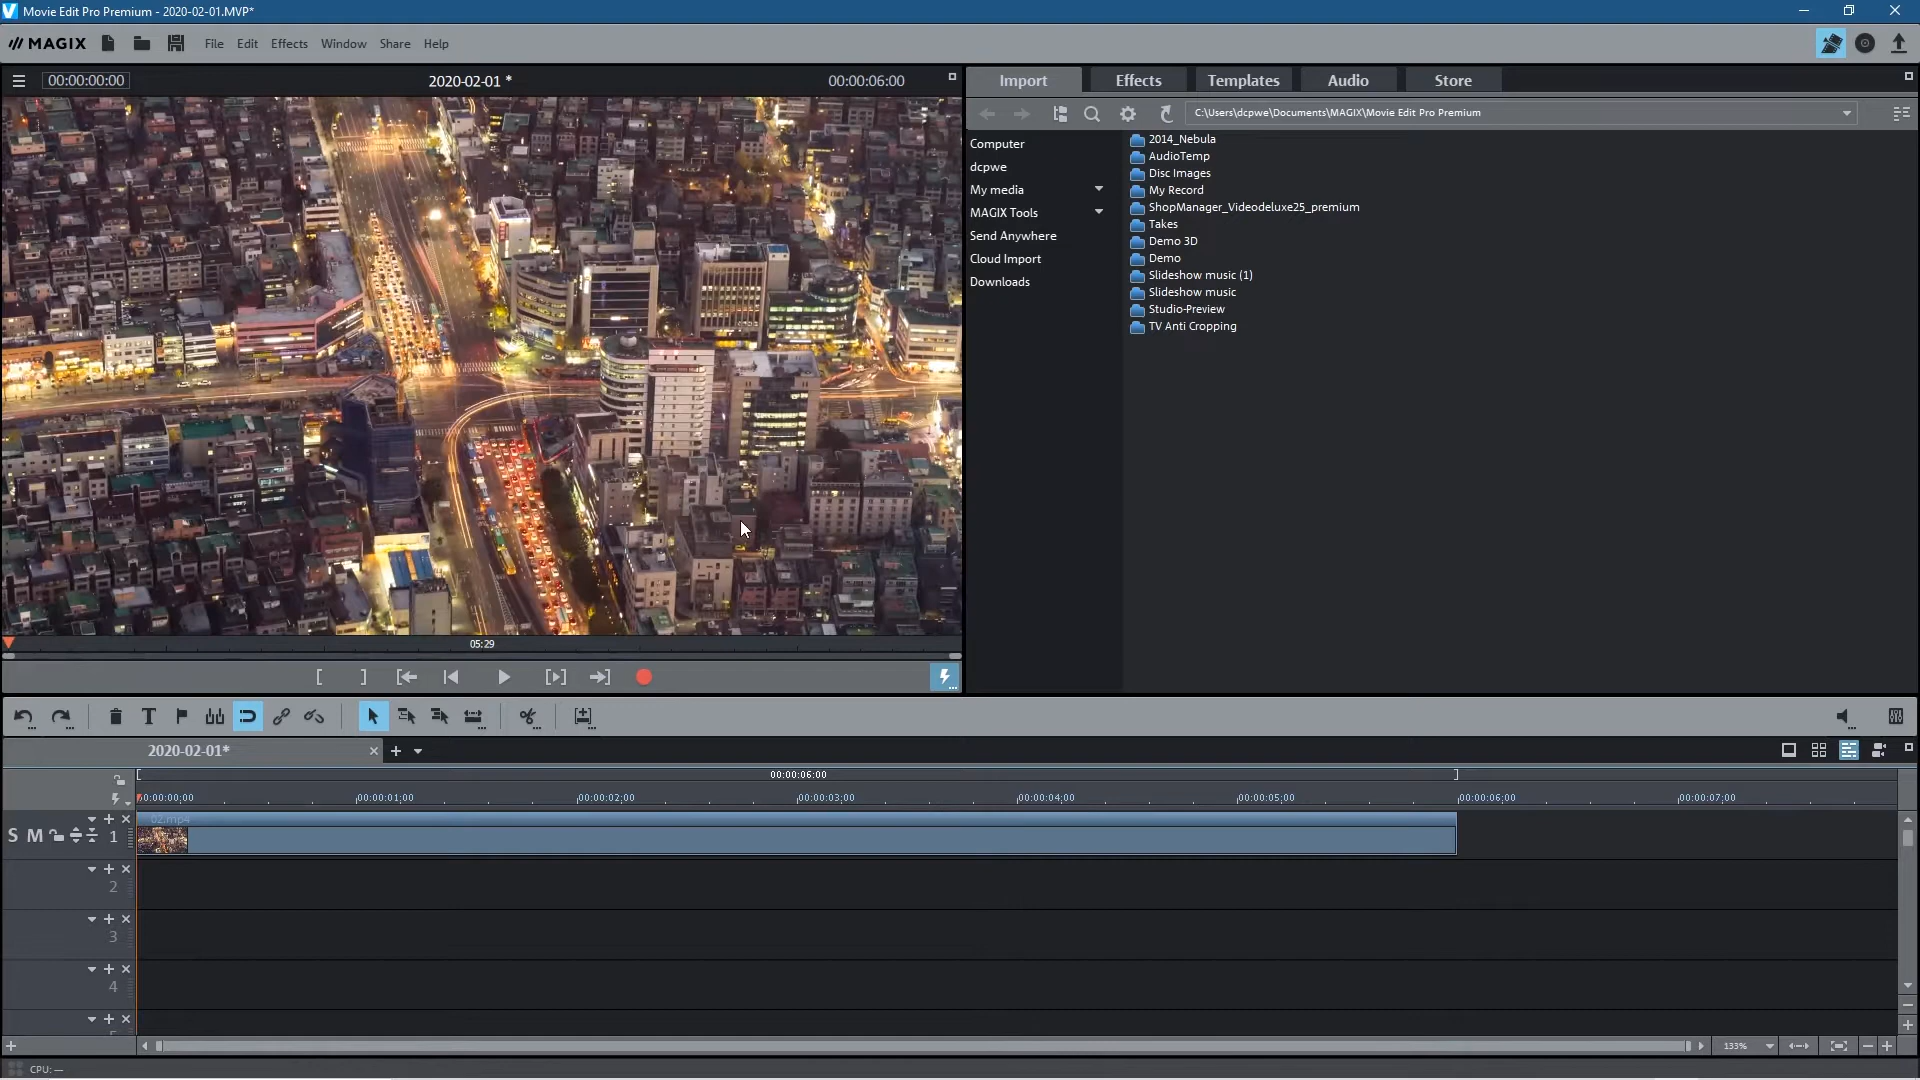 Movie Edit Pro Premium - 2020-02-01.MVP*
MAGIX File Edit Effects Window Share Help
00:00:00:00 2020-02-01 * 00:00:06:00
Import Effects Templates Audio Store
C:\Users\dcpwe\Documents\MAGIX\Movie Edit Pro Premium
Computer
dcpwe
My media
MAGIX Tools
Send Anywhere
Cloud Import
Downloads
2014_Nebula
AudioTemp
Disc Images
My Record
ShopManager_Videodeluxe25_premium
Takes
Demo 3D
Demo
Slideshow music (1)
Slideshow music
Studio-Preview
TV Anti Cropping
05:29
2020-02-01*
00:00:06:00
00:00:00;00 00:00:01;00 00:00:02;00 00:00:03;00 00:00:04;00 00:00:05;00 00:00:06;00 00:00:07;00
02.mp4
S M 1
2
3
4
133%
CPU: —